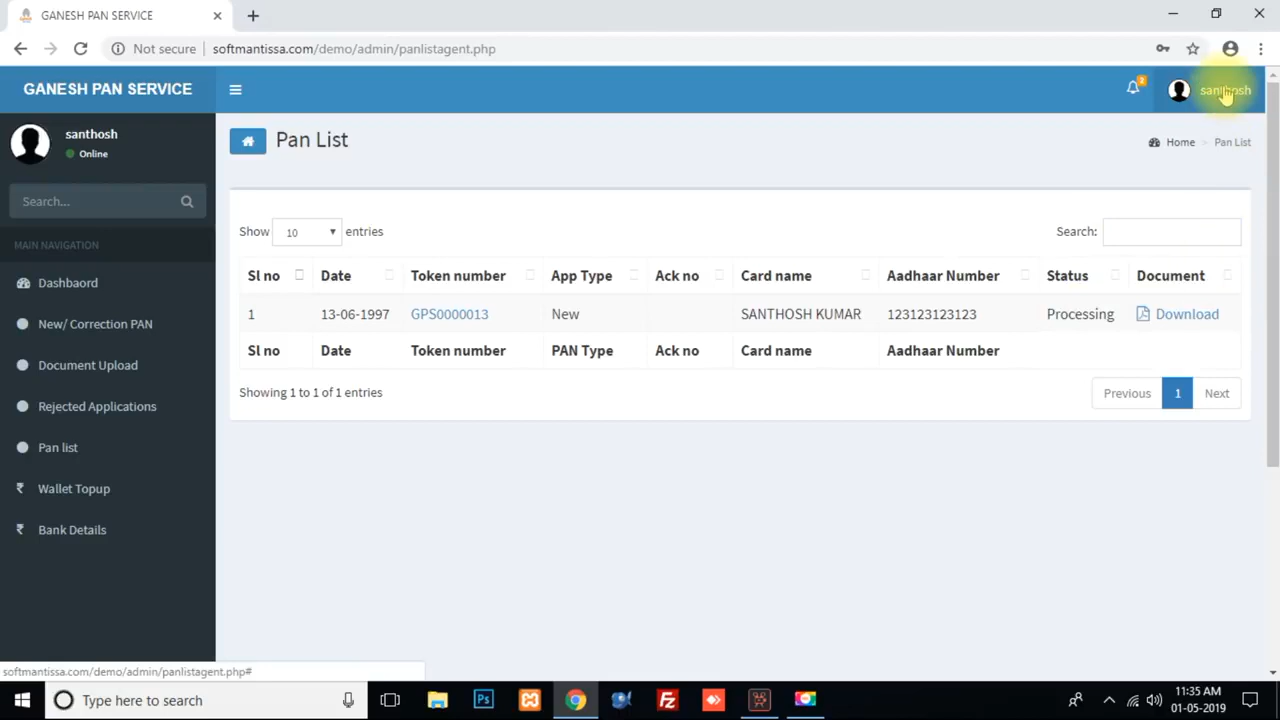 GANESH PAN SERVICE
Not secure softmantissa.com/demo/admin/panlistagent.php
GANESH PAN SERVICE
2
santhosh
santhosh
Online
Search...
MAIN NAVIGATION
Dashbaord
New/ Correction PAN
Document Upload
Rejected Applications
Pan list
Wallet Topup
₹ Bank Details
Pan List
Home > Pan List
Show 10 entries
Search:
Sl no Date Token number App Type Ack no Card name Aadhaar Number Status Document
1 13-06-1997 GPS0000013 New SANTHOSH KUMAR 123123123123 Processing Download
Sl no Date Token number PAN Type Ack no Card name Aadhaar Number
Showing 1 to 1 of 1 entries
Previous 1 Next
softmantissa.com/demo/admin/panlistagent.php#
Type here to search
Ps
Fz
11:35 AM
01-05-2019